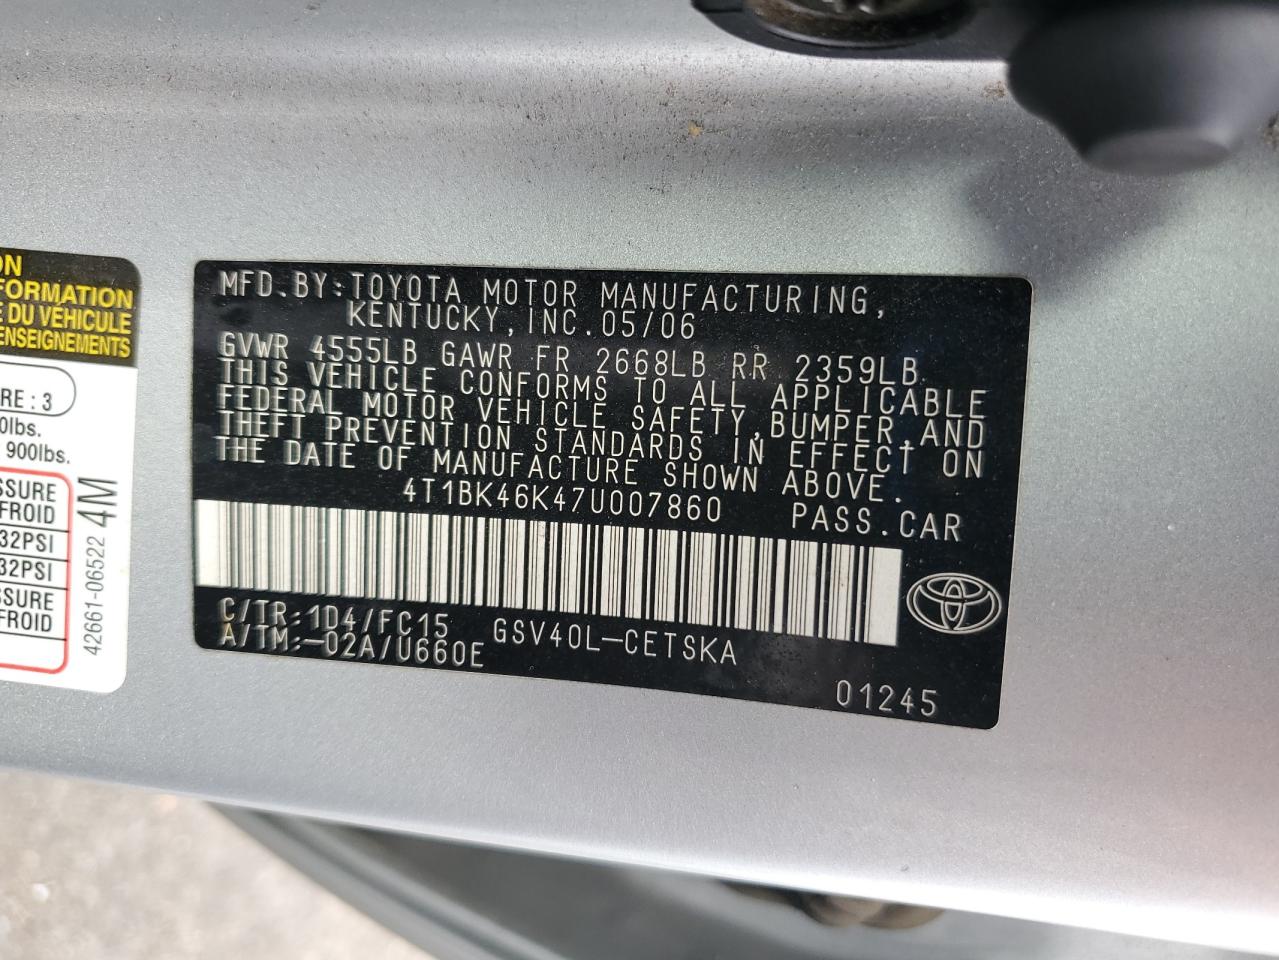 ON
FORMATION
E DU VÉHICULE
ENSEIGNEMENTS
RE : 3
0lbs.
900lbs.
SSURE
FROID
32PSI
32PSI
SSURE
FROID
42661-06522 4M
MFD.BY:TOYOTA MOTOR MANUFACTURING,
KENTUCKY, INC.05/06
GVWR 4555LB GAWR FR 2668LB RR 2359LB
THIS VEHICLE CONFORMS TO ALL APPLICABLE
FEDERAL MOTOR VEHICLE SAFETY,BUMPER,AND
THEFT PREVENTION STANDARDS IN EFFECT ON
THE DATE OF MANUFACTURE SHOWN ABOVE.
4T1BK46K47U007860 PASS.CAR
C/TR:1D4/FC15 GSV40L-CETSKA
A/TM:-02A/U660E
01245